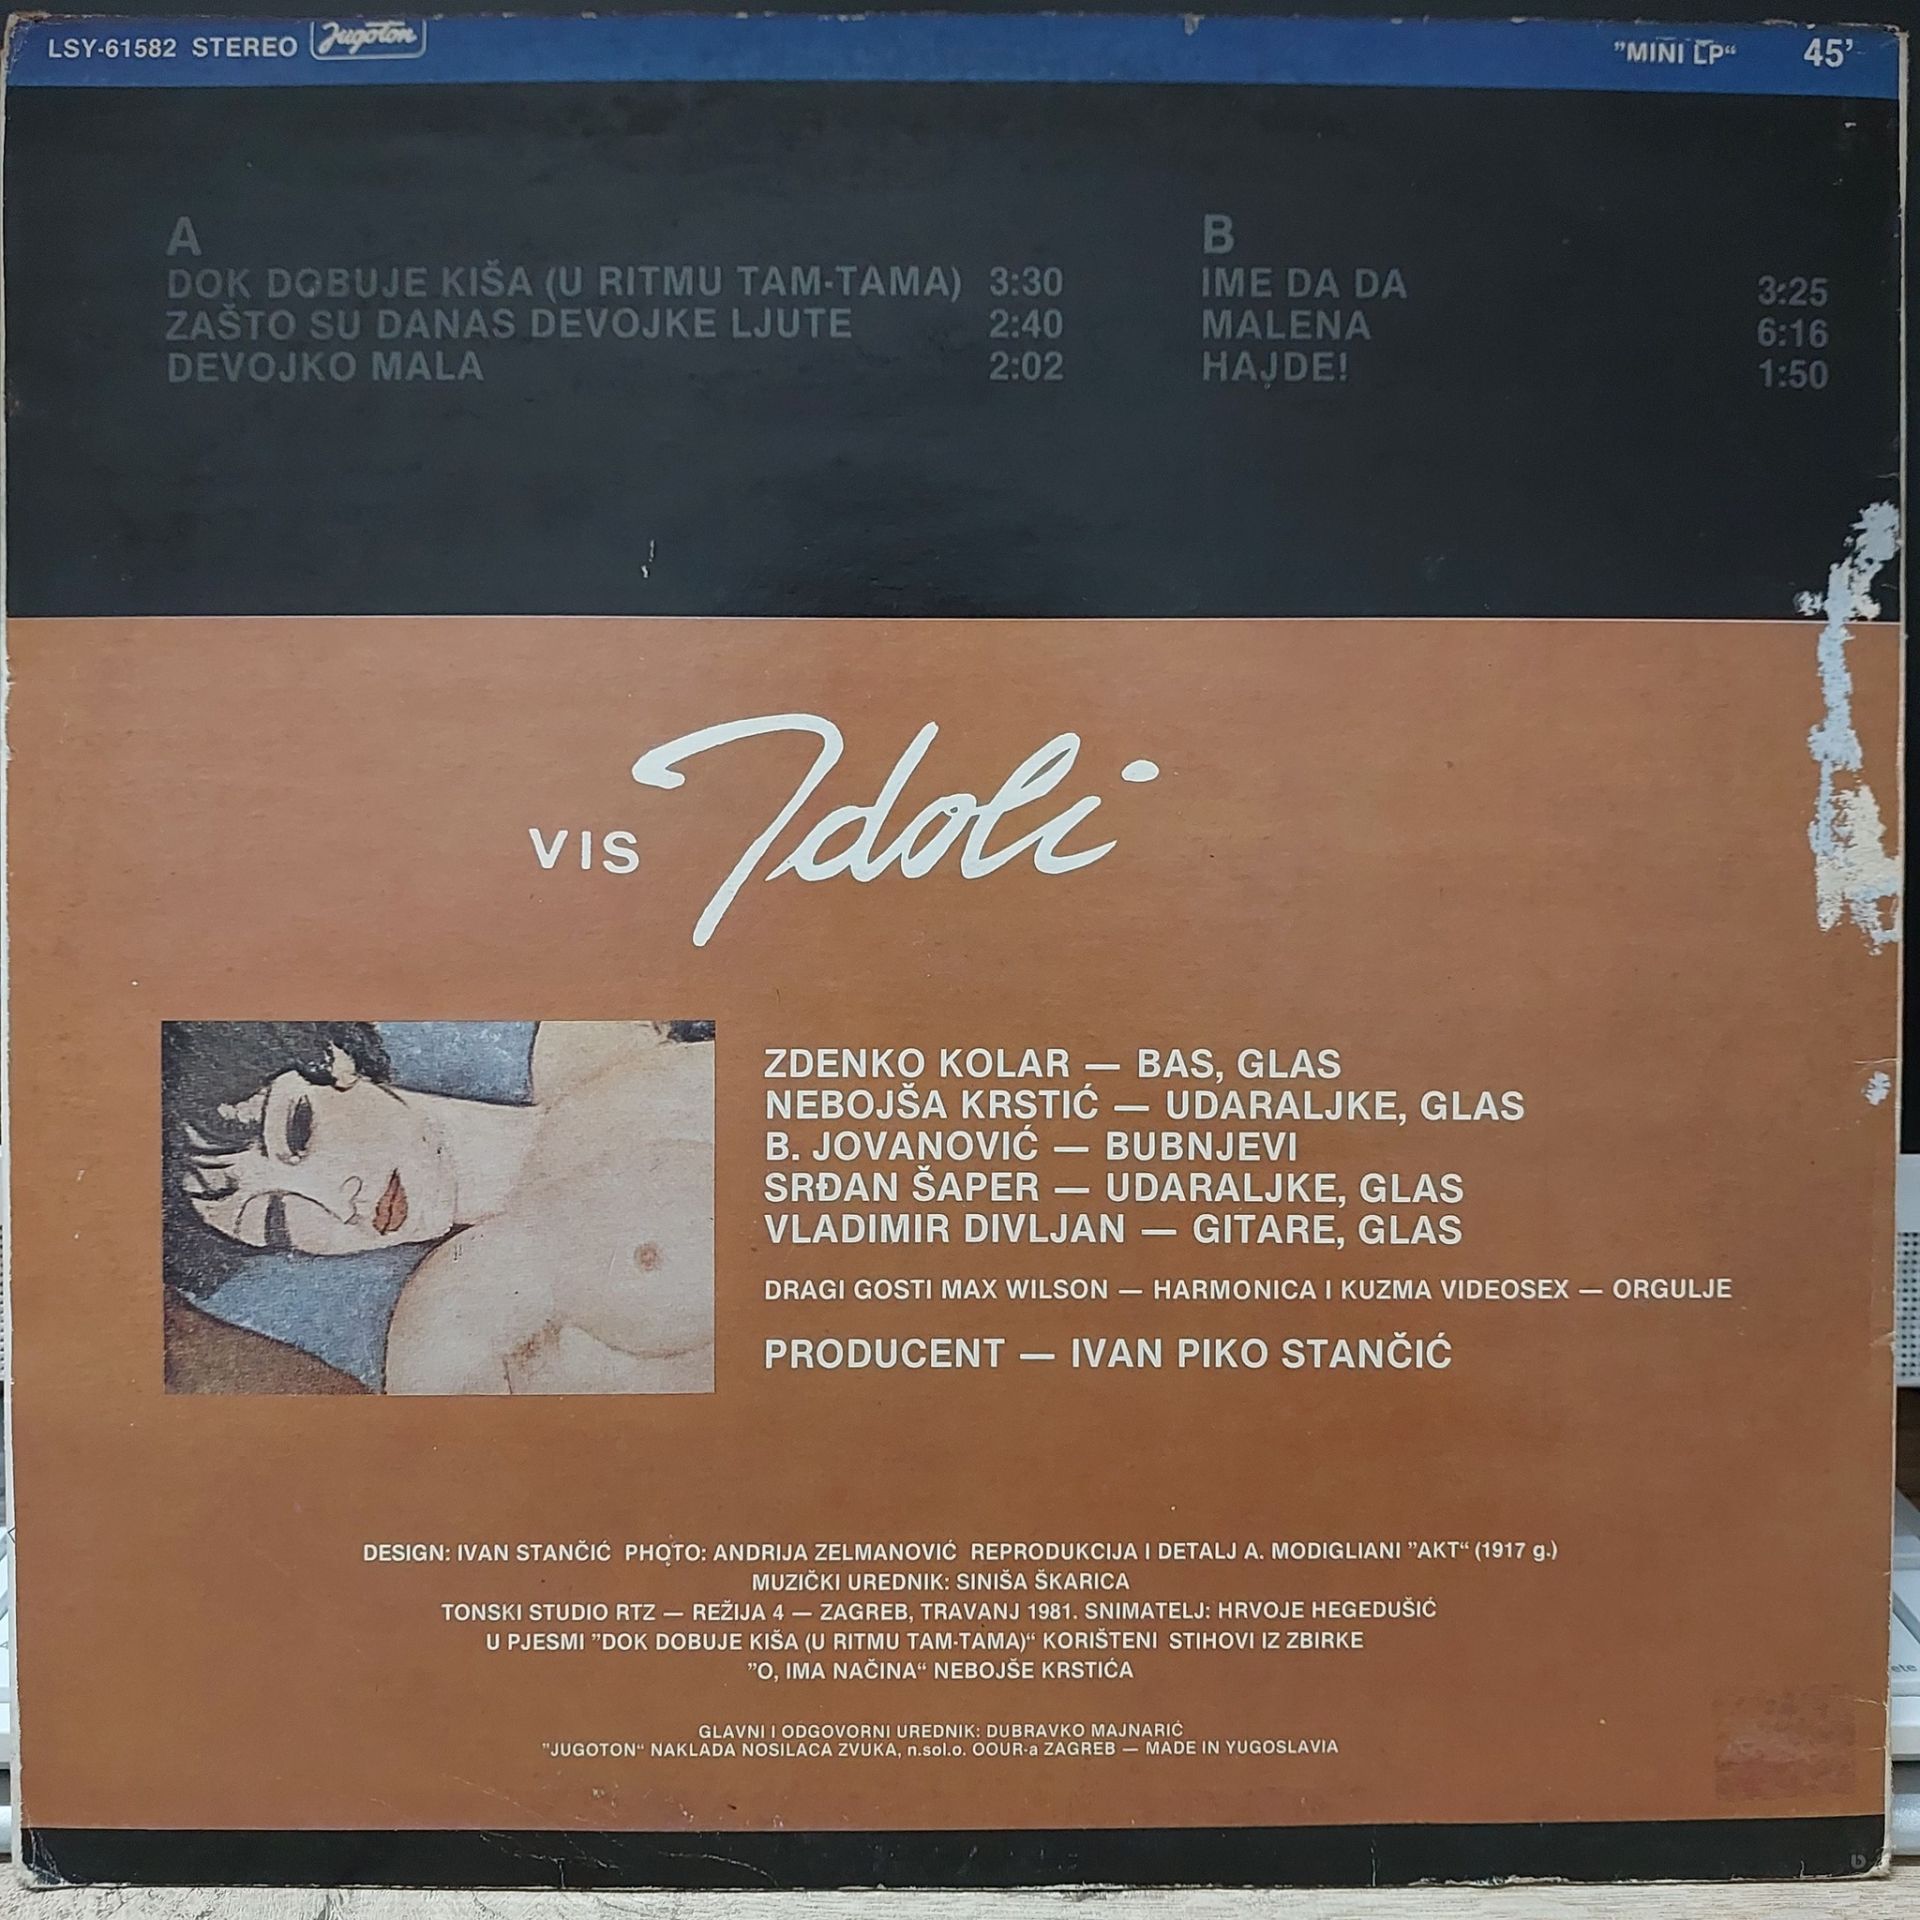 LSY-61582 STEREO Jugoton
"MINI LP“ 45'
A
DOK DOBUJE KIŠA (U RITMU TAM-TAMA) 3:30
ZAŠTO SU DANAS DEVOJKE LJUTE 2:40
DEVOJKO MALA 2:02
B
IME DA DA 3:25
MALENA 6:16
HAJDE! 1:50
VIS Idoli
ZDENKO KOLAR — BAS, GLAS
NEBOJŠA KRSTIĆ — UDARALJKE, GLAS
B. JOVANOVIĆ — BUBNJEVI
SRĐAN ŠAPER — UDARALJKE, GLAS
VLADIMIR DIVLJAN — GITARE, GLAS
DRAGI GOSTI MAX WILSON — HARMONICA I KUZMA VIDEOSEX — ORGULJE
PRODUCENT — IVAN PIKO STANČIĆ
DESIGN: IVAN STANČIĆ PHOTO: ANDRIJA ZELMANOVIĆ REPRODUKCIJA I DETALJ A. MODIGLIANI ”AKT“ (1917 g.)
MUZIČKI UREDNIK: SINIŠA ŠKARICA
TONSKI STUDIO RTZ — REŽIJA 4 — ZAGREB, TRAVANJ 1981. SNIMATELJ: HRVOJE HEGEDUŠIĆ
U PJESMI ”DOK DOBUJE KIŠA (U RITMU TAM-TAMA)“ KORIŠTENI STIHOVI IZ ZBIRKE
”O, IMA NAČINA“ NEBOJŠE KRSTIĆA
GLAVNI I ODGOVORNI UREDNIK: DUBRAVKO MAJNARIĆ
”JUGOTON“ NAKLADA NOSILACA ZVUKA, n.sol.o. OOUR-a ZAGREB — MADE IN YUGOSLAVIA